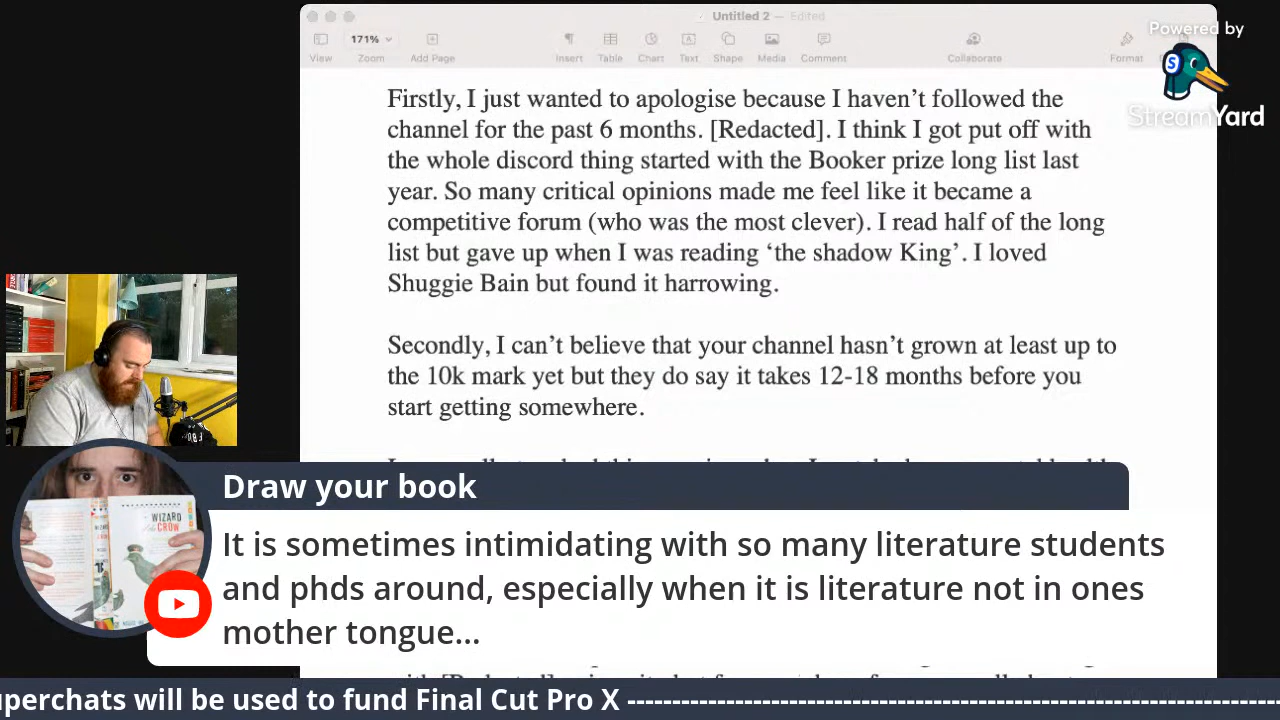 Untitled 2 — Edited
171%
View
Zoom
Add Page
Insert
Table
Chart
Text
Shape
Media
Comment
Collaborate
Format
Powered by
StreamYard
Firstly, I just wanted to apologise because I haven't followed the
channel for the past 6 months. [Redacted]. I think I got put off with
the whole discord thing started with the Booker prize long list last
year. So many critical opinions made me feel like it became a
competitive forum (who was the most clever). I read half of the long
list but gave up when I was reading ‘the shadow King’. I loved
Shuggie Bain but found it harrowing.
Secondly, I can't believe that your channel hasn't grown at least up to
the 10k mark yet but they do say it takes 12-18 months before you
start getting somewhere.
Draw your book
It is sometimes intimidating with so many literature students
and phds around, especially when it is literature not in ones
mother tongue...
WIZARD
CROW
uperchats will be used to fund Final Cut Pro X